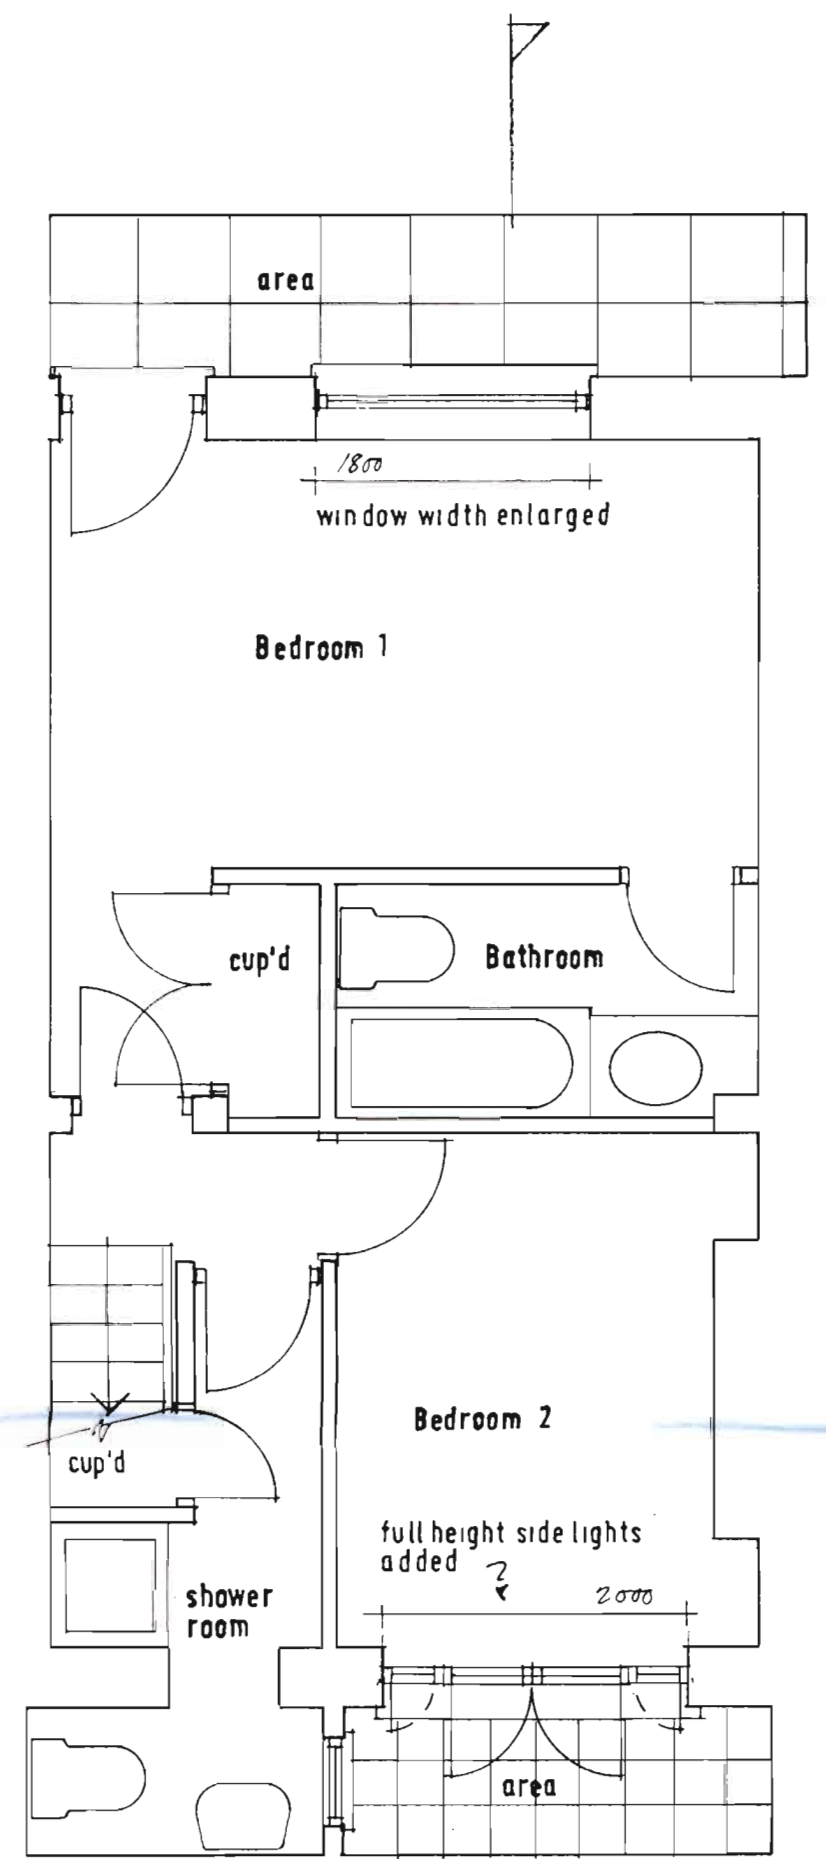 area
1800
window width enlarged
Bedroom 1
cup'd
Bathroom
Bedroom 2
cup'd
full height side lights
added
2000
shower
room
area